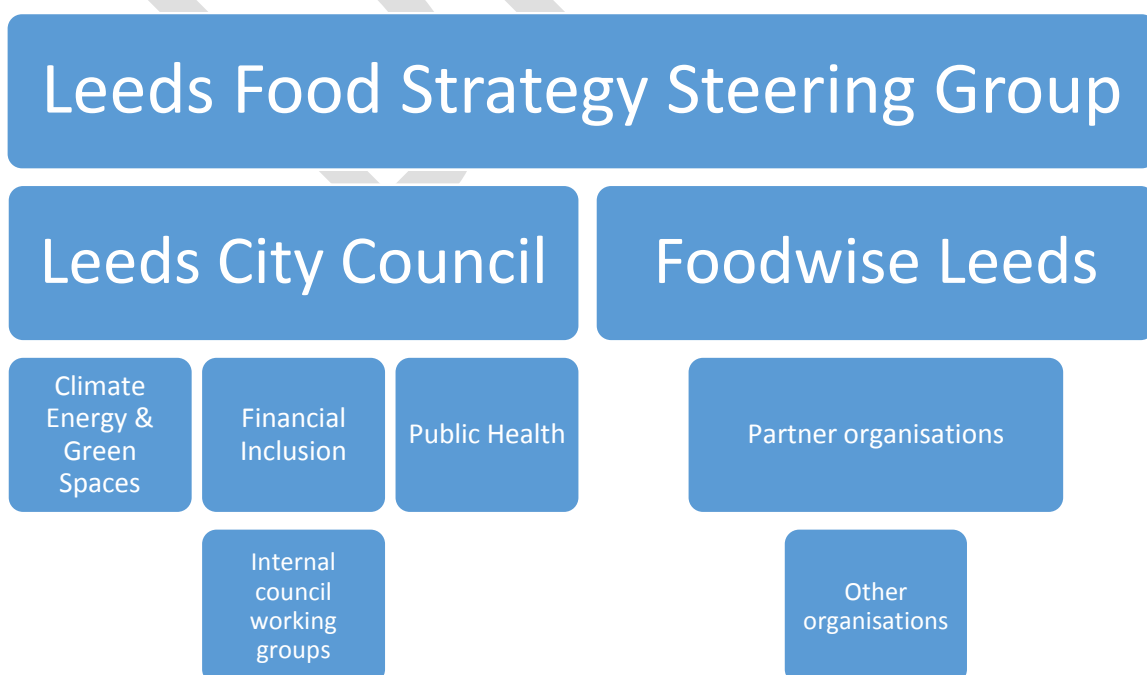 Leeds Food Strategy Steering Group
Leeds City Council
Foodwise Leeds
Climate
Energy &
Green
Spaces
Financial
Inclusion
Public Health
Partner organisations
Internal
council
working
groups
Other
organisations